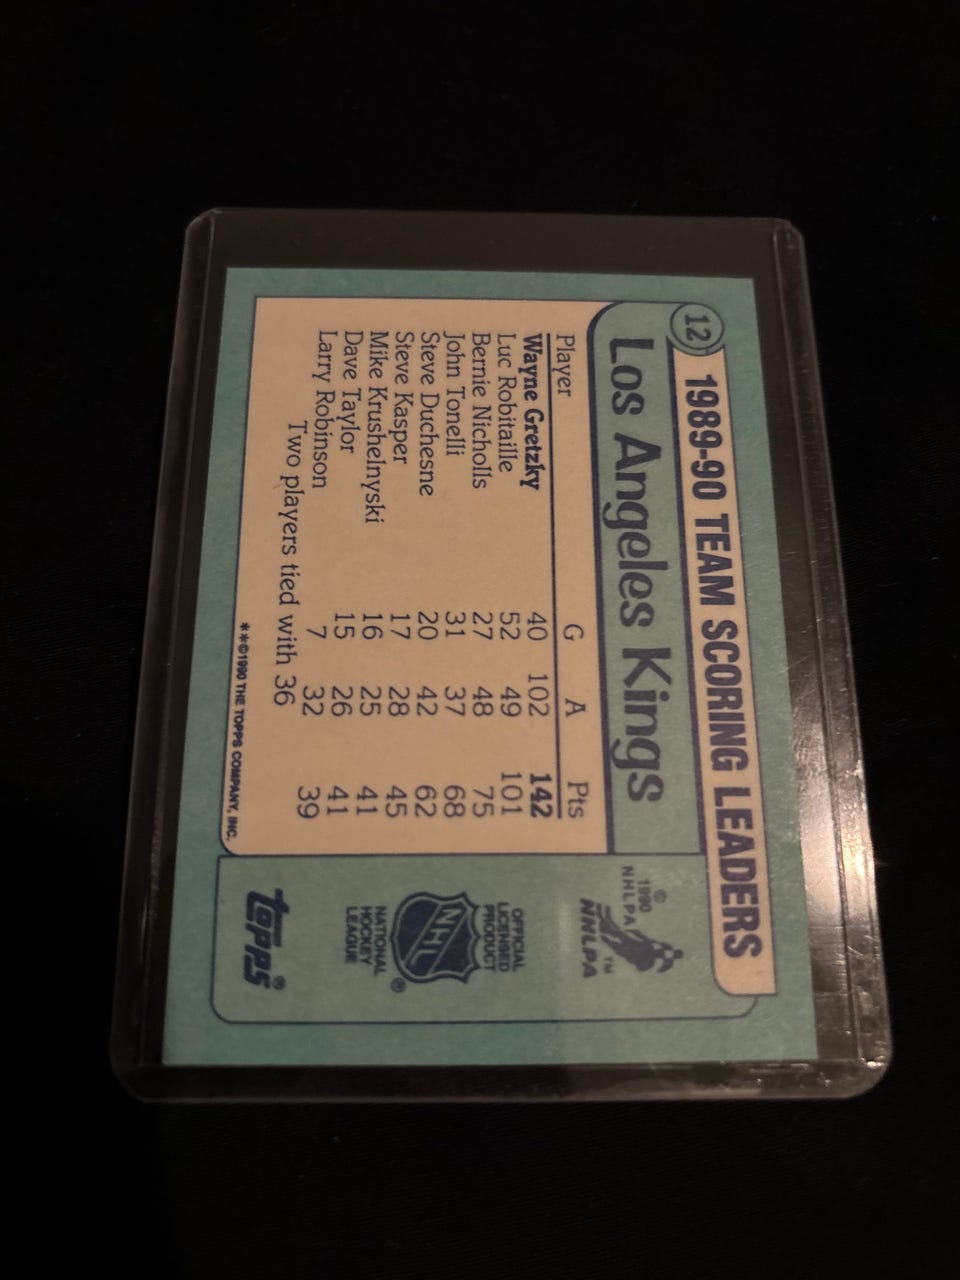 12
1989-90 TEAM SCORING LEADERS
Los Angeles Kings
Player G A Pts
Wayne Gretzky 40 102 142
Luc Robitaille 52 49 101
Bernie Nicholls 27 48 75
John Tonelli 31 37 68
Steve Duchesne 20 42 62
Steve Kasper 17 28 45
Mike Krushelnyski 16 25 41
Dave Taylor 15 26 41
Larry Robinson 7 32 39
Two players tied with 36
**©1990 THE TOPPS COMPANY, INC.
©
1990
NHLPA
NHLPA
™
OFFICIAL
LICENSED
PRODUCT
NHL
NATIONAL
HOCKEY
LEAGUE
®
topps®